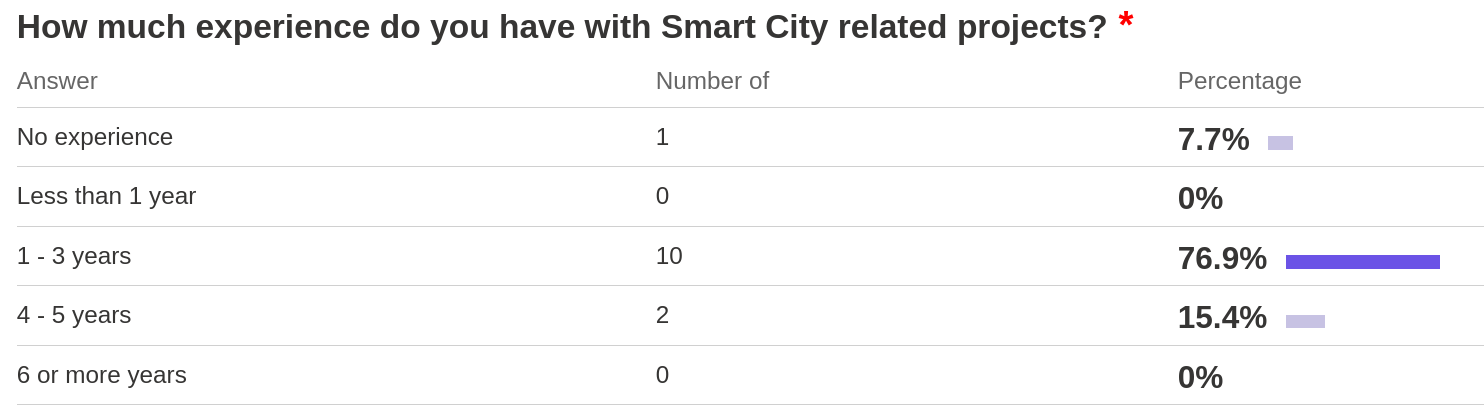 How much experience do you have with Smart City related projects? *
Answer Number of Percentage
No experience 1 7.7%
Less than 1 year 0 0%
1 - 3 years 10 76.9%
4 - 5 years 2 15.4%
6 or more years 0 0%